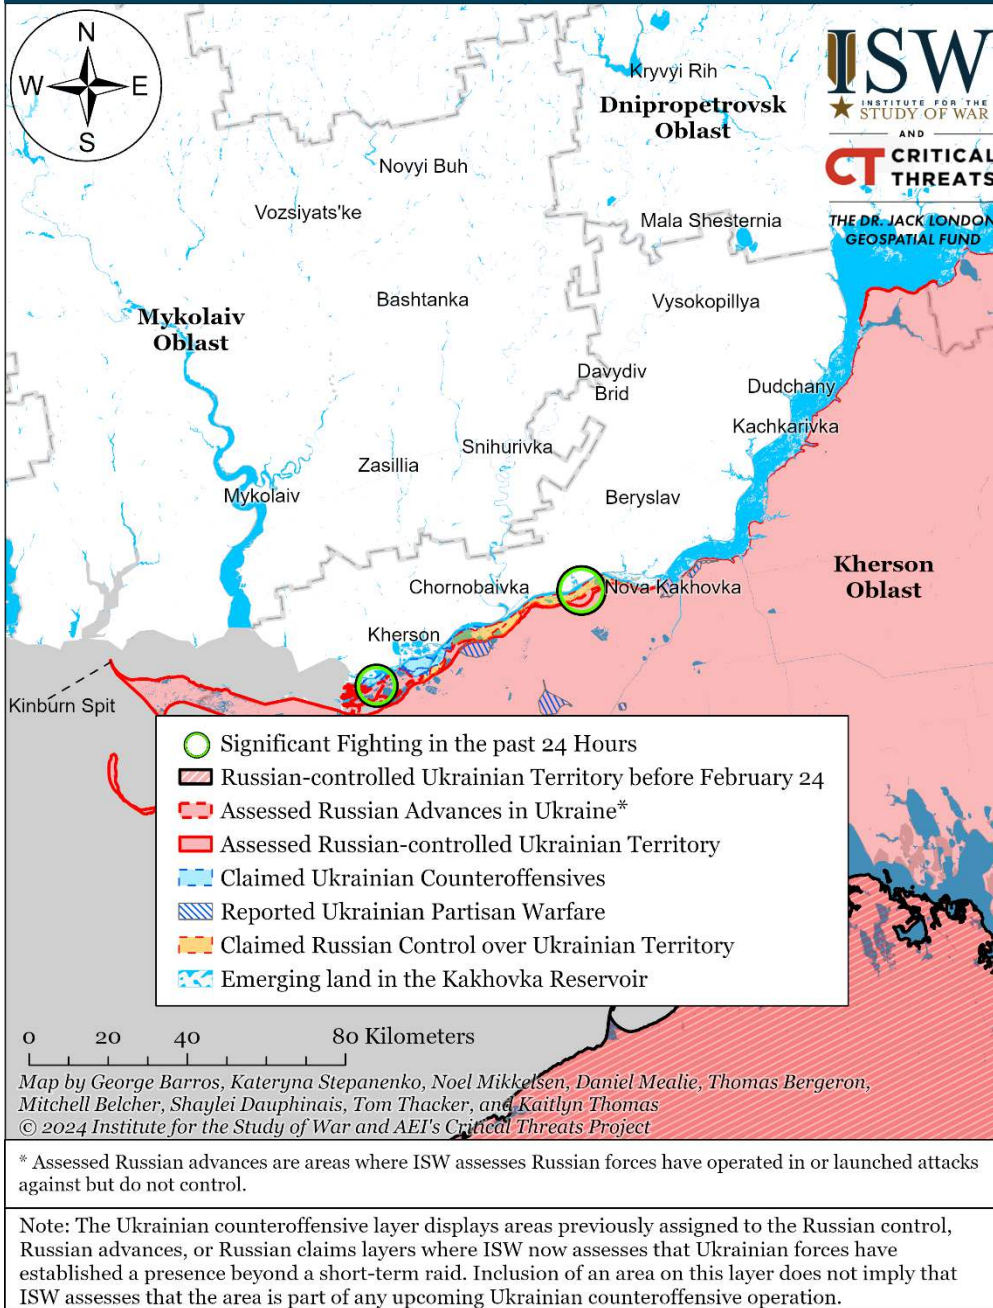 N
W E
S
ISW
INSTITUTE FOR THE
STUDY OF WAR
AND
CT CRITICAL
THREATS
THE DR. JACK LONDON
GEOSPATIAL FUND
Kryvyi Rih
Dnipropetrovsk
Oblast
Novyi Buh
Vozsiyats'ke
Mala Shesternia
Bashtanka
Vysokopillya
Mykolaiv
Oblast
Davydiv
Brid
Dudchany
Kachkarivka
Snihurivka
Zasillia
Mykolaiv
Beryslav
Kherson
Oblast
Chornobaivka
Nova Kakhovka
Kherson
Kinburn Spit
Significant Fighting in the past 24 Hours
Russian-controlled Ukrainian Territory before February 24
Assessed Russian Advances in Ukraine*
Assessed Russian-controlled Ukrainian Territory
Claimed Ukrainian Counteroffensives
Reported Ukrainian Partisan Warfare
Claimed Russian Control over Ukrainian Territory
Emerging land in the Kakhovka Reservoir
0 20 40 80 Kilometers
Map by George Barros, Kateryna Stepanenko, Noel Mikkelsen, Daniel Mealie, Thomas Bergeron,
Mitchell Belcher, Shaylei Dauphinais, Tom Thacker, and Kaitlyn Thomas
© 2024 Institute for the Study of War and AEI's Critical Threats Project
* Assessed Russian advances are areas where ISW assesses Russian forces have operated in or launched attacks
against but do not control.
Note: The Ukrainian counteroffensive layer displays areas previously assigned to the Russian control,
Russian advances, or Russian claims layers where ISW now assesses that Ukrainian forces have
established a presence beyond a short-term raid. Inclusion of an area on this layer does not imply that
ISW assesses that the area is part of any upcoming Ukrainian counteroffensive operation.